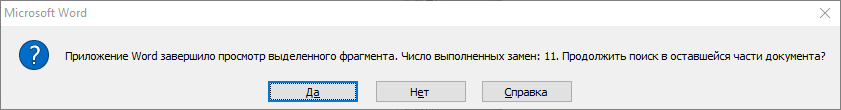 Microsoft Word
Приложение Word завершило просмотр выделенного фрагмента. Число выполненных замен: 11. Продолжить поиск в оставшейся части документа?
Да
Нет
Справка